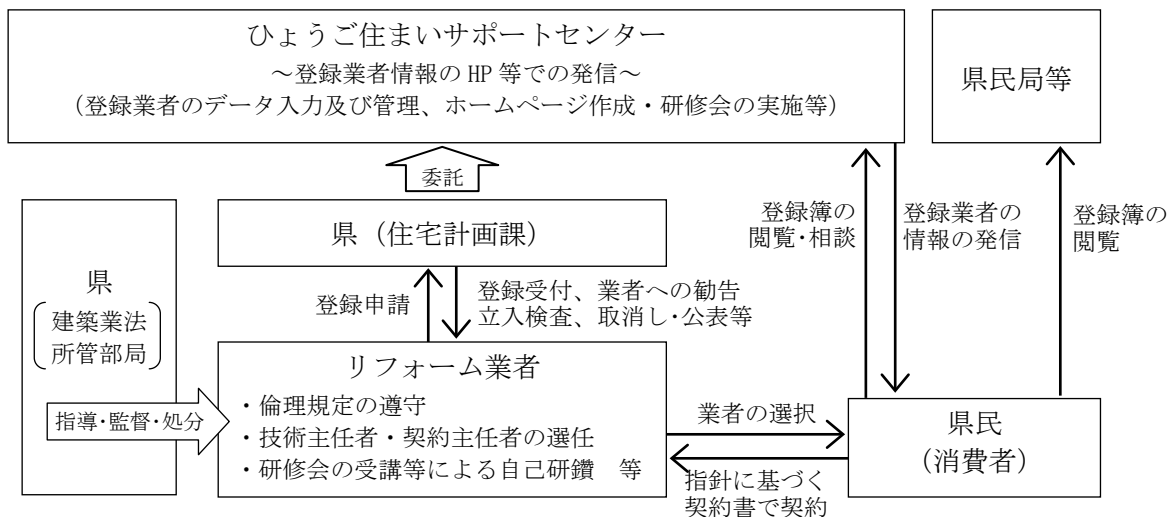 ひょうご住まいサポートセンター
～登録業者情報の HP 等での発信～
（登録業者のデータ入力及び管理、ホームページ作成・研修会の実施等）
県民局等
委託
県（住宅計画課）
登録簿の
閲覧・相談
登録業者の
情報の発信
登録簿の
閲覧
県
建築業法
所管部局
登録申請
登録受付、業者への勧告
立入検査、取消し・公表等
指導・監督・処分
リフォーム業者
・倫理規定の遵守
・技術主任者・契約主任者の選任
・研修会の受講等による自己研鑽　等
業者の選択
指針に基づく
契約書で契約
県民
（消費者）